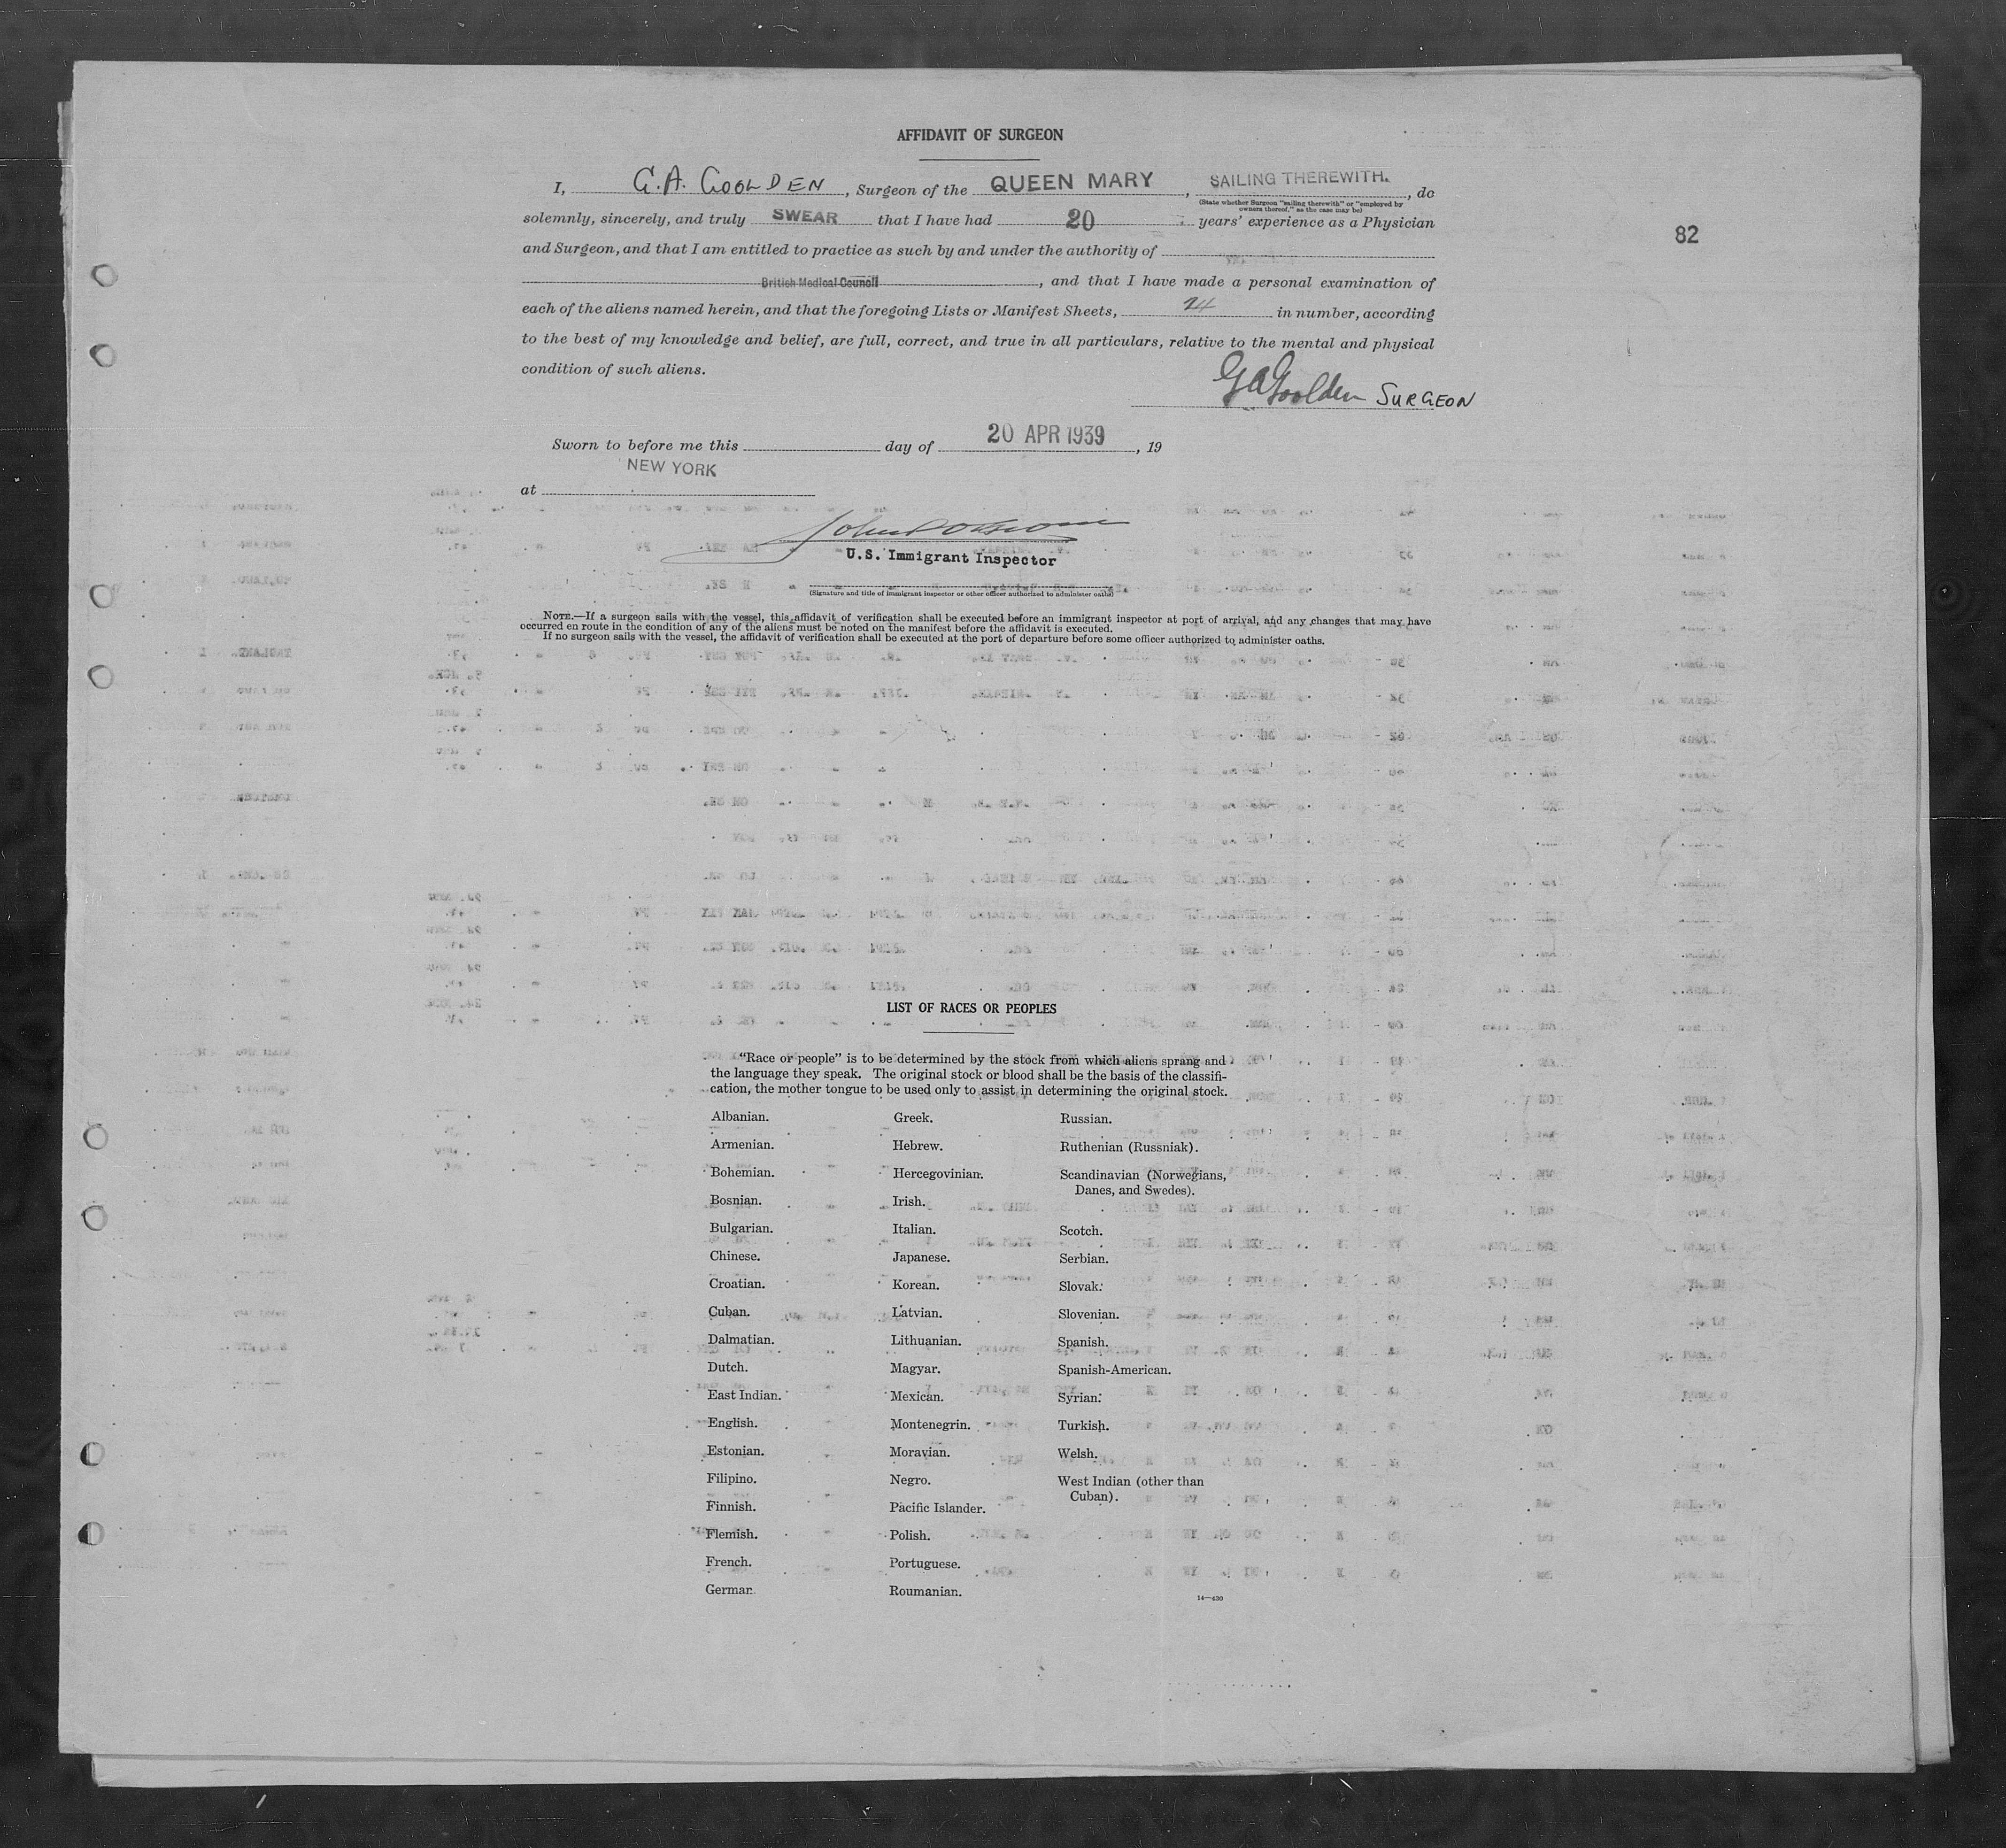 AFFIDAVIT OF SURGEON
I, G.A. GOOLDEN, Surgeon of the QUEEN MARY, SAILING THEREWITH., do
(State whether Surgeon "sailing therewith" or "employed by
owners thereof," as the case may be)
solemnly, sincerely, and truly SWEAR that I have had 20 years' experience as a Physician
82
and Surgeon, and that I am entitled to practice as such by and under the authority of
British Medical Council, and that I have made a personal examination of
each of the aliens named herein, and that the foregoing Lists or Manifest Sheets, 24 in number, according
to the best of my knowledge and belief, are full, correct, and true in all particulars, relative to the mental and physical
condition of such aliens.
GAGoolden SURGEON
Sworn to before me this day of 20 APR 1939, 19
NEW YORK
at
U.S. Immigrant Inspector
(Signature and title of immigrant inspector or other officer authorized to administer oaths)
NOTE.—If a surgeon sails with the vessel, this affidavit of verification shall be executed before an immigrant inspector at port of arrival, and any changes that may have
occurred en route in the condition of any of the aliens must be noted on the manifest before the affidavit is executed.
If no surgeon sails with the vessel, the affidavit of verification shall be executed at the port of departure before some officer authorized to administer oaths.
LIST OF RACES OR PEOPLES
"Race or people" is to be determined by the stock from which aliens sprang and
the language they speak. The original stock or blood shall be the basis of the classifi-
cation, the mother tongue to be used only to assist in determining the original stock.
Albanian.
Armenian.
Bohemian.
Bosnian.
Bulgarian.
Chinese.
Croatian.
Cuban.
Dalmatian.
Dutch.
East Indian.
English.
Estonian.
Filipino.
Finnish.
Flemish.
French.
German.
Greek.
Hebrew.
Hercegovinian.
Irish.
Italian.
Japanese.
Korean.
Latvian.
Lithuanian.
Magyar.
Mexican.
Montenegrin.
Moravian.
Negro.
Pacific Islander.
Polish.
Portuguese.
Roumanian.
Russian.
Ruthenian (Russniak).
Scandinavian (Norwegians,
Danes, and Swedes).
Scotch.
Serbian.
Slovak.
Slovenian.
Spanish.
Spanish-American.
Syrian.
Turkish.
Welsh.
West Indian (other than
Cuban).
14—430